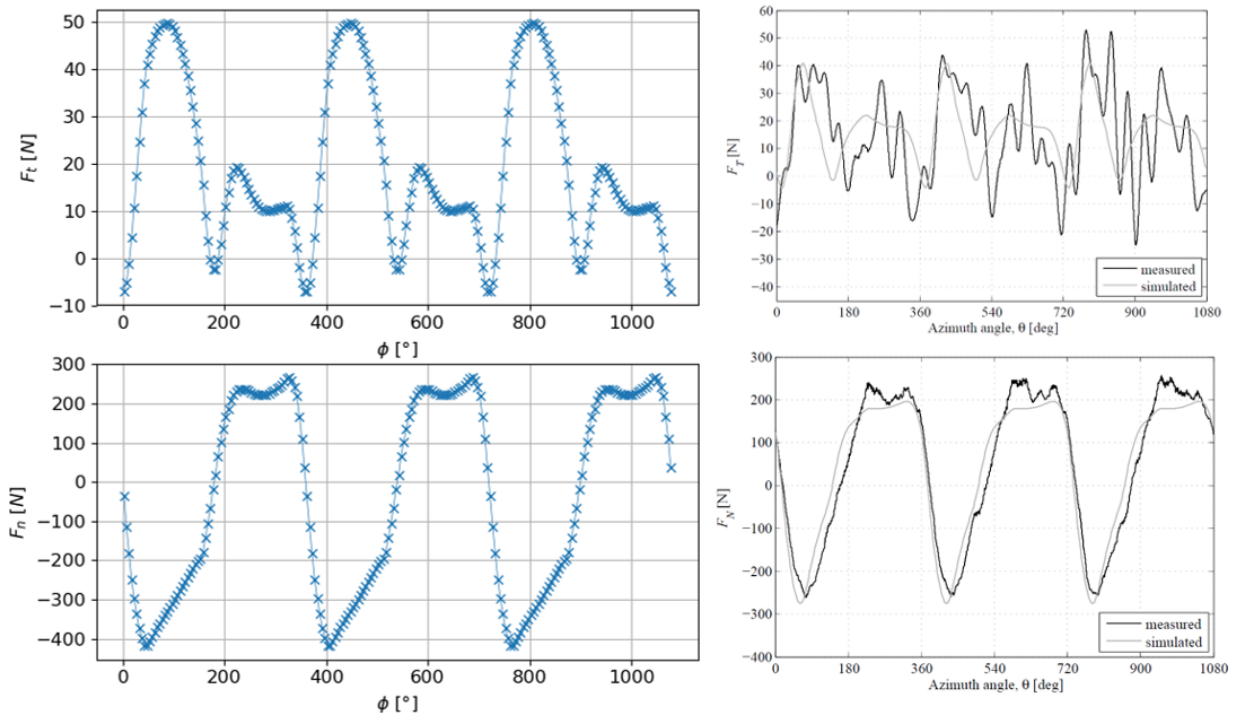 50
40
30
20
10
0
−10
F_t [N]
0 200 400 600 800 1000
ϕ [°]
60
50
40
30
20
10
0
−10
−20
−30
−40
F_T [N]
measured
simulated
0 180 360 540 720 900 1080
Azimuth angle, θ [deg]
300
200
100
0
−100
−200
−300
−400
F_n [N]
0 200 400 600 800 1000
ϕ [°]
300
200
100
0
−100
−200
−300
−400
F_N [N]
measured
simulated
0 180 360 540 720 900 1080
Azimuth angle, θ [deg]